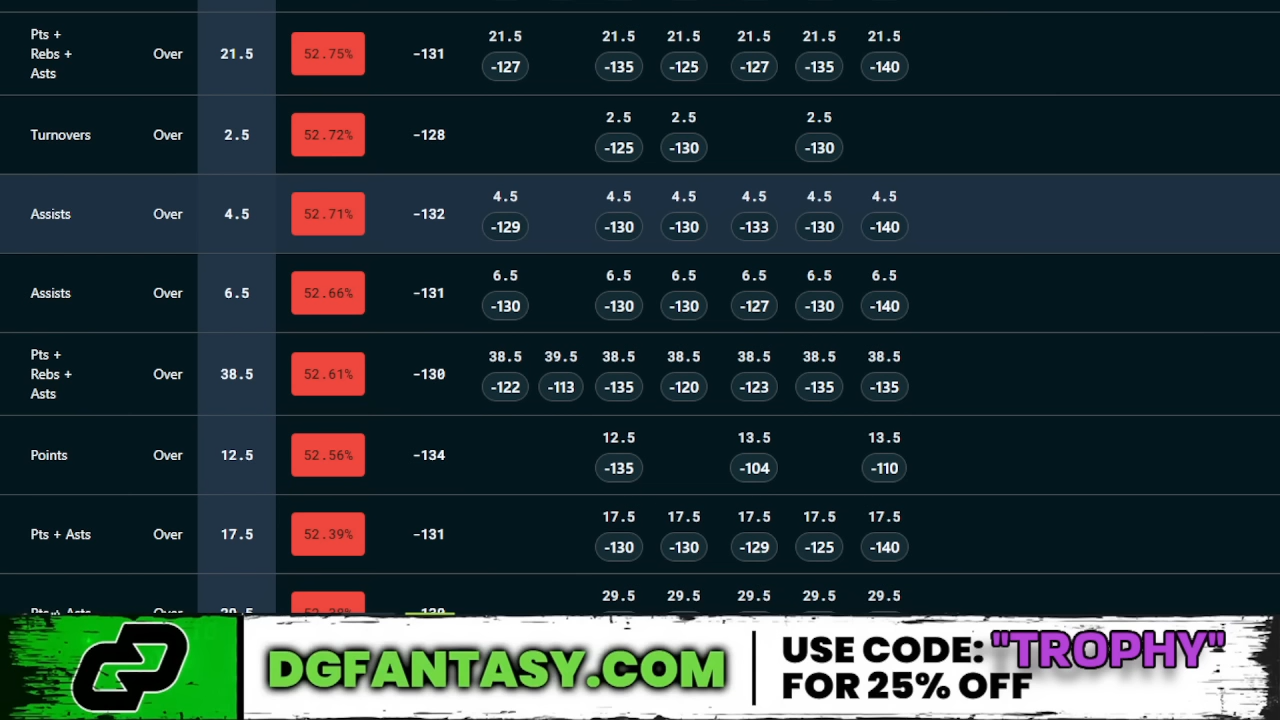 Pts +
Rebs +
Asts
Over
21.5
52.75%
-131
21.5 21.5 21.5 21.5 21.5 21.5
-127 -135 -125 -127 -135 -140
Turnovers
Over
2.5
52.72%
-128
2.5 2.5 2.5
-125 -130 -130
Assists
Over
4.5
52.71%
-132
4.5 4.5 4.5 4.5 4.5 4.5
-129 -130 -130 -133 -130 -140
Assists
Over
6.5
52.66%
-131
6.5 6.5 6.5 6.5 6.5 6.5
-130 -130 -130 -127 -130 -140
Pts +
Rebs +
Asts
Over
38.5
52.61%
-130
38.5 39.5 38.5 38.5 38.5 38.5 38.5
-122 -113 -135 -120 -123 -135 -135
Points
Over
12.5
52.56%
-134
12.5 13.5 13.5
-135 -104 -110
Pts + Asts
Over
17.5
52.39%
-131
17.5 17.5 17.5 17.5 17.5
-130 -130 -129 -125 -140
Pts + Asts
Over
29.5
29.5 29.5 29.5 29.5 29.5
DGFANTASY.COM
USE CODE: "TROPHY"
FOR 25% OFF